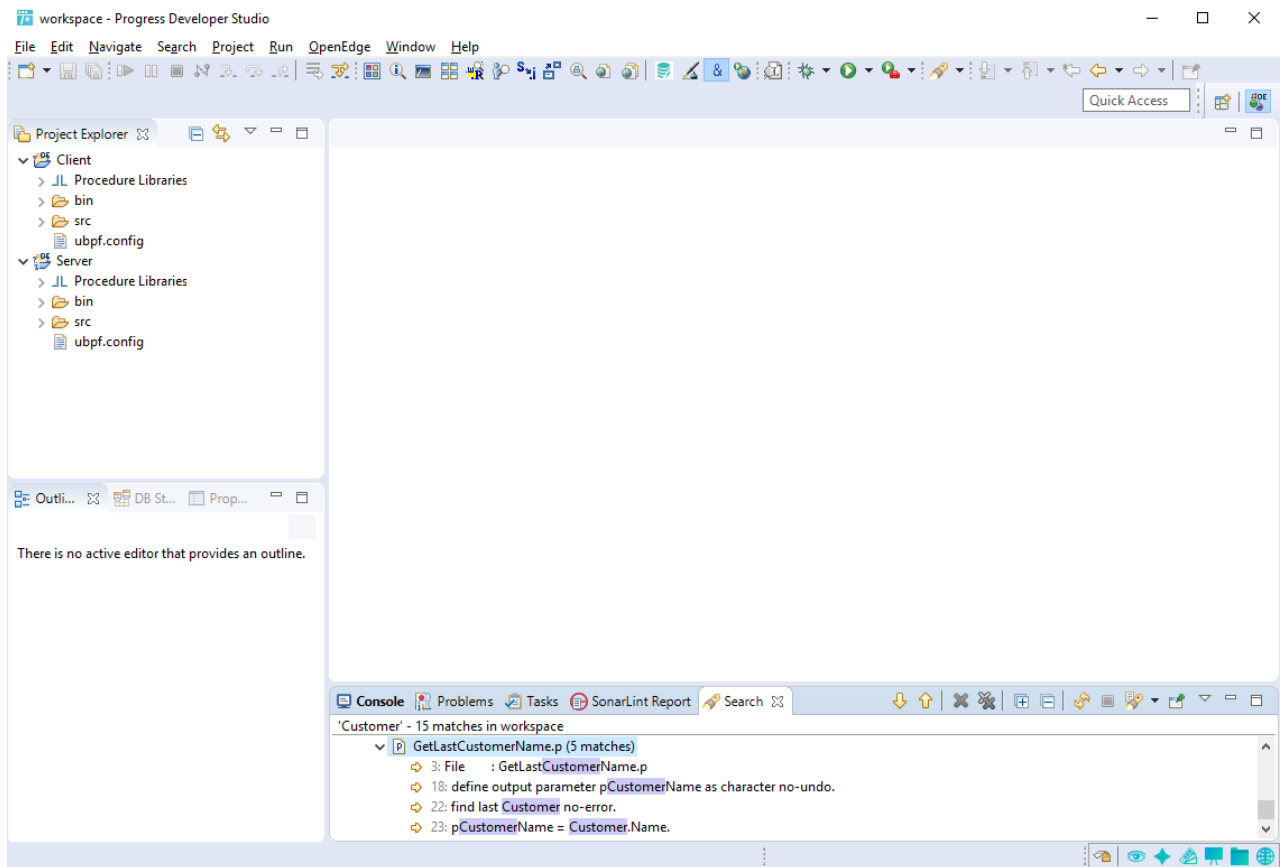 workspace - Progress Developer Studio
File Edit Navigate Search Project Run OpenEdge Window Help
Quick Access
Project Explorer
Client
Procedure Libraries
bin
src
ubpf.config
Server
Procedure Libraries
bin
src
ubpf.config
Outli... DB St... Prop...
There is no active editor that provides an outline.
Console Problems Tasks SonarLint Report Search
'Customer' - 15 matches in workspace
GetLastCustomerName.p (5 matches)
3: File : GetLastCustomerName.p
18: define output parameter pCustomerName as character no-undo.
22: find last Customer no-error.
23: pCustomerName = Customer.Name.